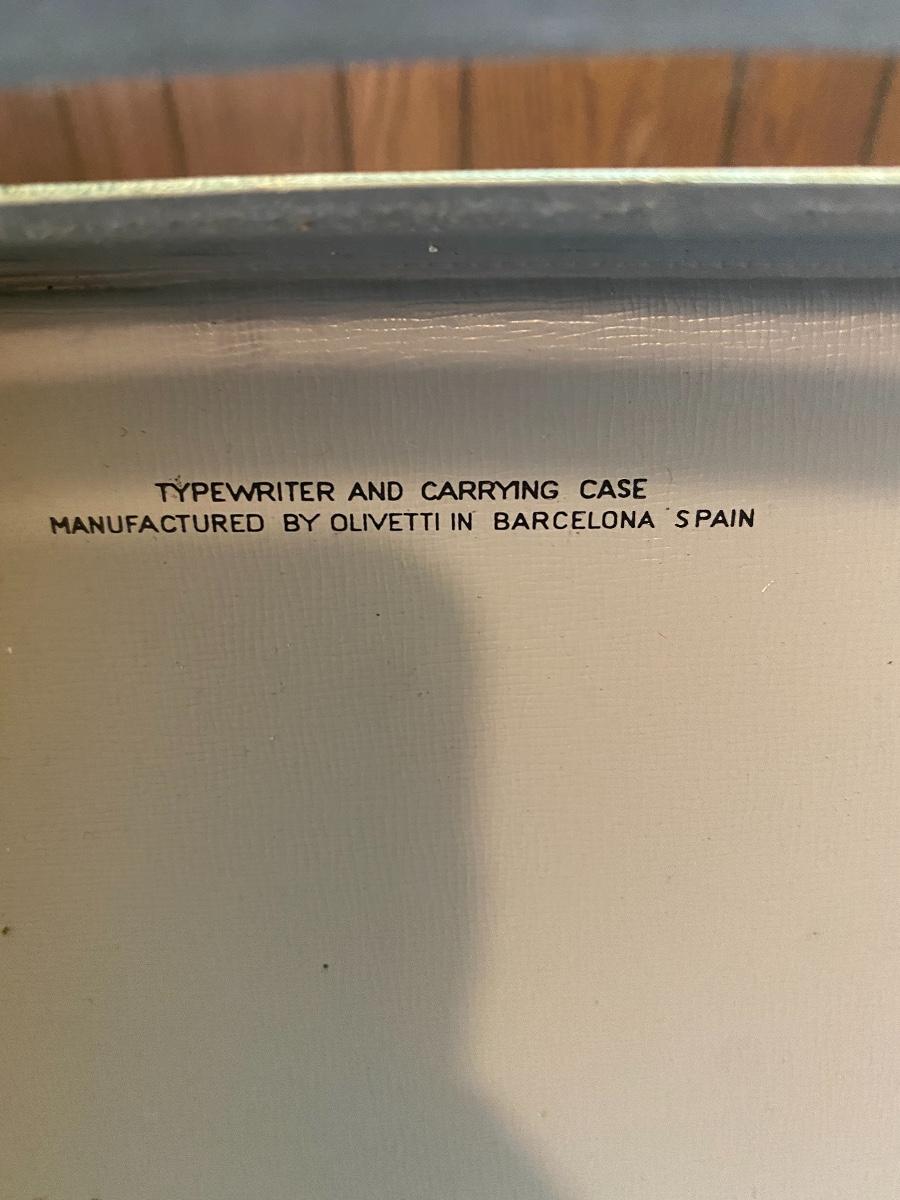 TYPEWRITER AND CARRYING CASE
MANUFACTURED BY OLIVETTI IN BARCELONA SPAIN